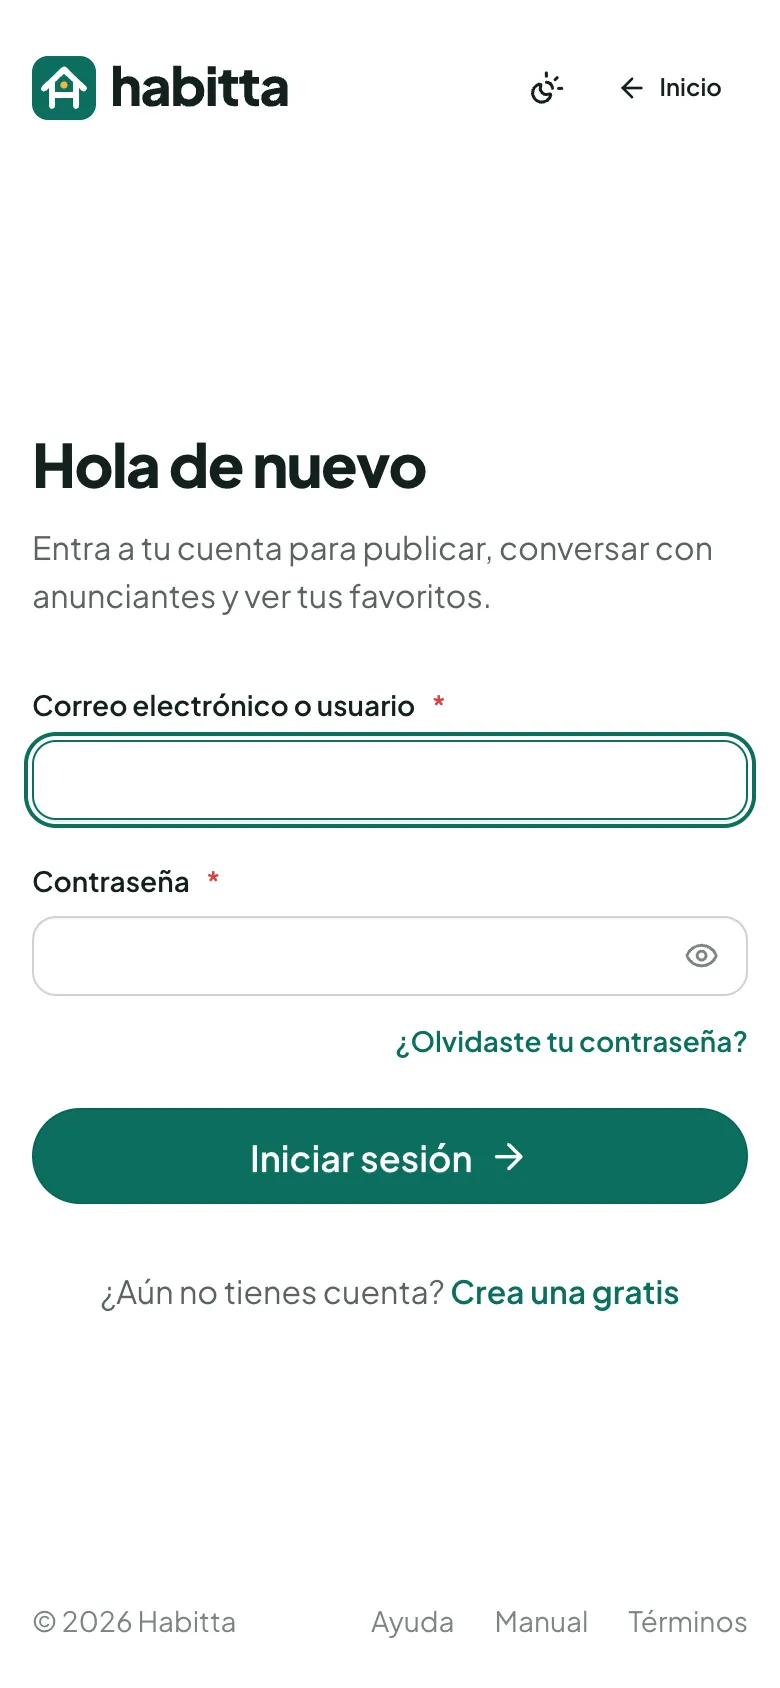 habitta
Inicio
Hola de nuevo
Entra a tu cuenta para publicar, conversar con
anunciantes y ver tus favoritos.
Correo electrónico o usuario *
Contraseña *
¿Olvidaste tu contraseña?
Iniciar sesión
¿Aún no tienes cuenta? Crea una gratis
© 2026 Habitta
Ayuda
Manual
Términos